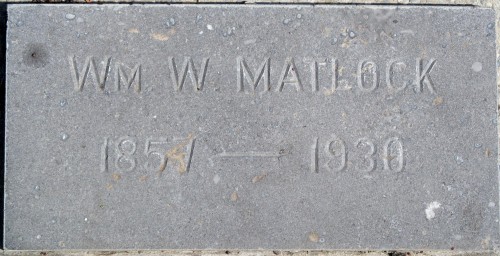 Wm. W. Matlock
1857 — 1930